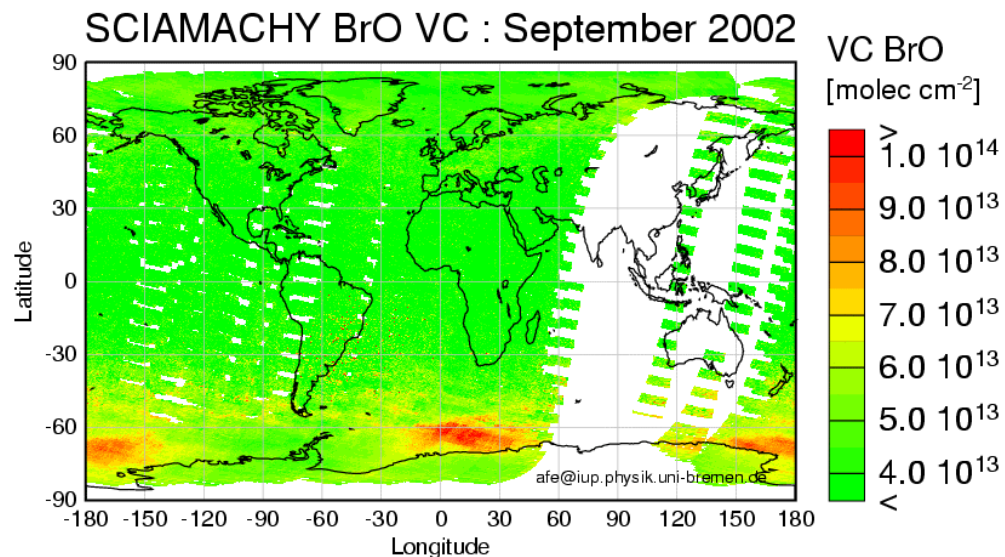 SCIAMACHY BrO VC : September 2002
VC BrO
[molec cm-2]
>
1.0 10^14
9.0 10^13
8.0 10^13
7.0 10^13
6.0 10^13
5.0 10^13
4.0 10^13
<
90
60
30
0
-30
-60
-90
Latitude
afe@iup.physik.uni-bremen.de
-180 -150 -120 -90 -60 -30 0 30 60 90 120 150 180
Longitude